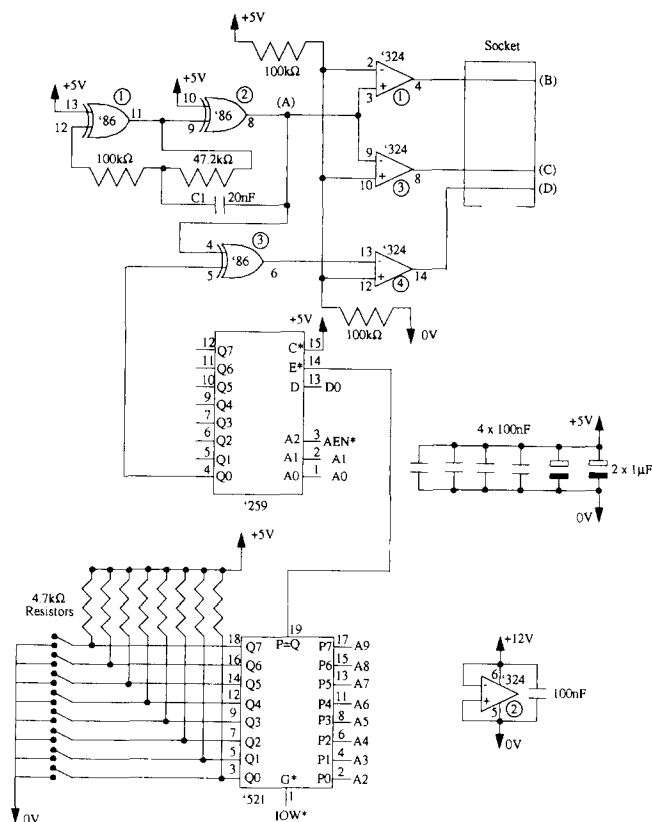 +5V
100kΩ
2
-
'324
4
3
+
①
Socket
(B)
+5V
13
①
11
12
'86
+5V
10
②
8
9
'86
(A)
100kΩ
47.2kΩ
C1
20nF
9
-
'324
8
10
+
③
(C)
(D)
4
③
5
'86
6
13
-
'324
14
12
+
④
100kΩ
0V
+5V
12
Q7
C*
15
11
Q6
E*
14
10
Q5
D
13
D0
9
Q4
7
Q3
6
Q2
A2
3
AEN*
5
Q1
A1
2
A1
4
Q0
A0
1
A0
'259
4 x 100nF
+5V
2 x 1µF
0V
+5V
4.7kΩ
Resistors
19
P=Q
18
Q7
P7
17
A9
16
Q6
P6
15
A8
14
Q5
P5
13
A7
12
Q4
P4
11
A6
9
Q3
P3
8
A5
7
Q2
P2
6
A4
5
Q1
P1
4
A3
3
Q0
P0
2
A2
G*
'521
1
IOW*
0V
+12V
6
-
'324
+
5
②
100nF
0V